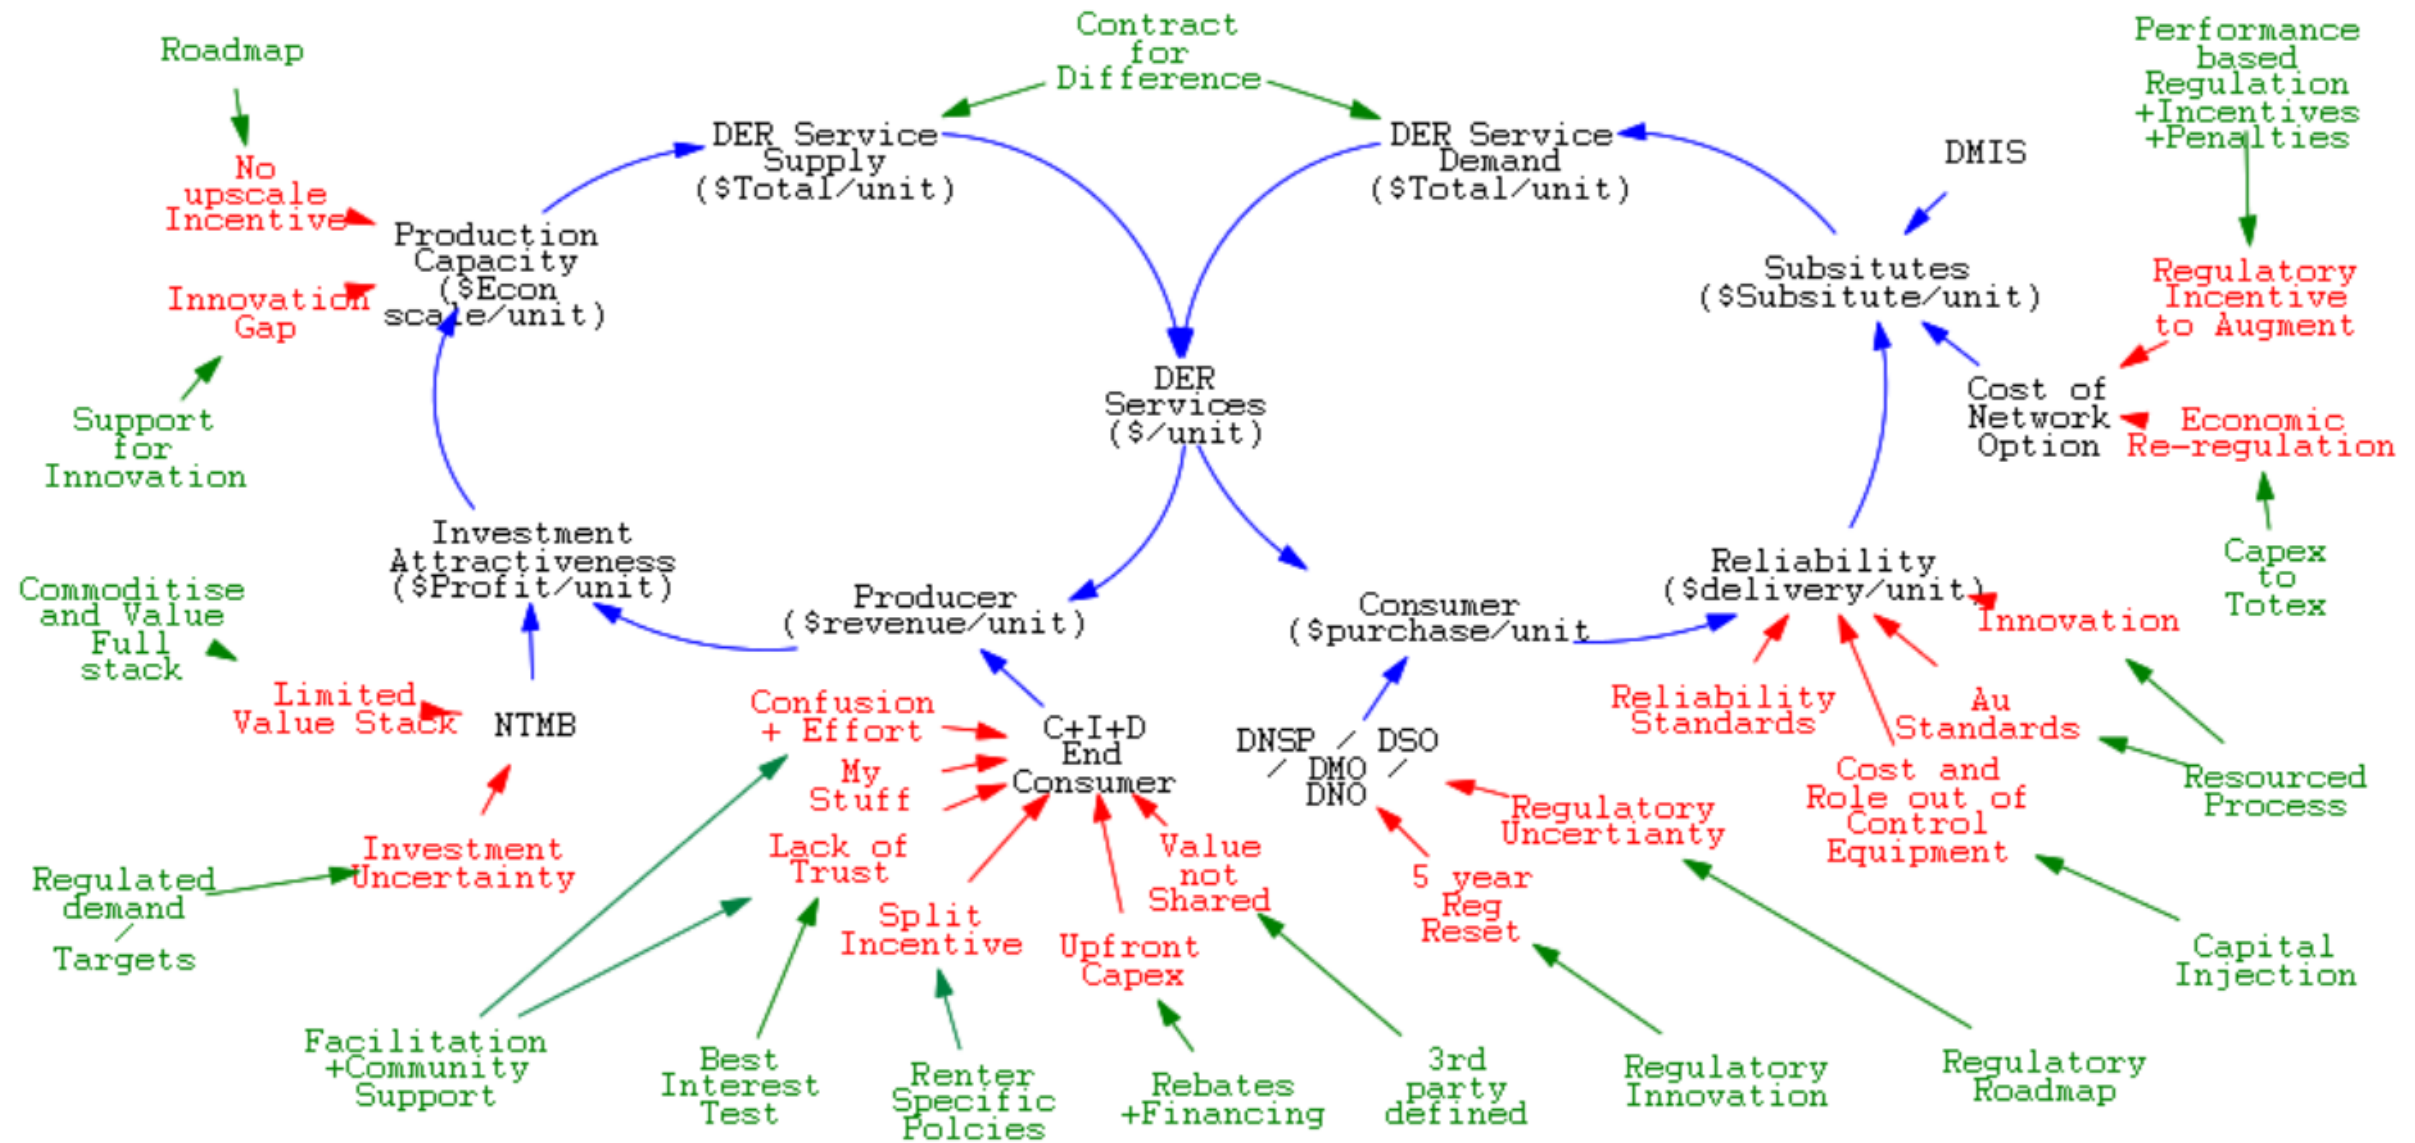 Roadmap
Contract
for
Difference
Performance
based
Regulation
+Incentives
+Penalties
No
upscale
Incentive
DER Service
Supply
($Total/unit)
DER Service
Demand
($Total/unit)
DMIS
Production
Capacity
($Econ
scale/unit)
Innovation
Gap
Subsitutes
($Subsitute/unit)
Regulatory
Incentive
to Augment
Support
for
Innovation
DER
Services
($/unit)
Cost of
Network
Option
Economic
Re-regulation
Investment
Attractiveness
($Profit/unit)
Reliability
($delivery/unit)
Capex
to
Totex
Commoditise
and Value
Full
stack
Producer
($revenue/unit)
Consumer
($purchase/unit
Innovation
Limited
Value Stack
NTMB
Confusion
+ Effort
C+I+D
End
Consumer
DNSP / DSO
/ DMO /
DNO
Reliability
Standards
Au
Standards
My
Stuff
Cost and
Role out of
Control
Equipment
Resourced
Process
Regulatory
Uncertianty
Investment
Uncertainty
Lack of
Trust
Value
not
Shared
5 year
Reg
Reset
Regulated
demand
/
Targets
Split
Incentive
Upfront
Capex
Capital
Injection
Facilitation
+Community
Support
Best
Interest
Test
Renter
Specific
Polcies
Rebates
+Financing
3rd
party
defined
Regulatory
Innovation
Regulatory
Roadmap